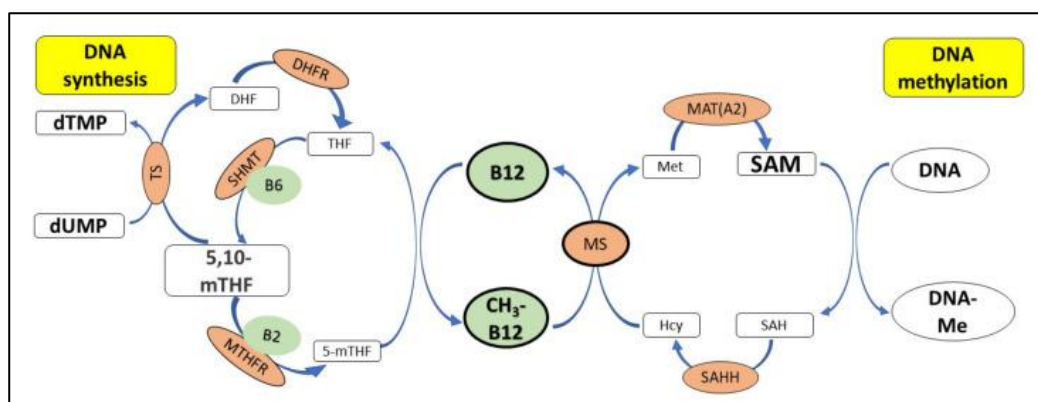 DNA
synthesis
DHFR
DHF
dTMP
THF
TS
SHMT
B6
dUMP
5,10-
mTHF
B2
MTHFR
5-mTHF
B12
CH₃-
B12
MS
DNA
methylation
MAT(A2)
Met
SAM
DNA
Hcy
SAH
DNA-
Me
SAHH